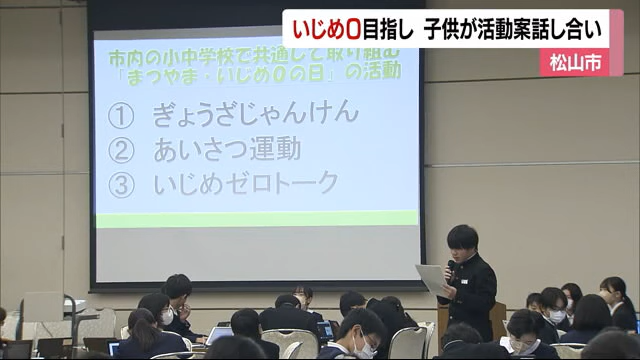 いじめ0目指し 子供が活動案話し合い
松山市
市内の小中学校で共通して取り組む
「まつやま・いじめ0の日」の活動
① ぎょうざじゃんけん
② あいさつ運動
③ いじめゼロトーク